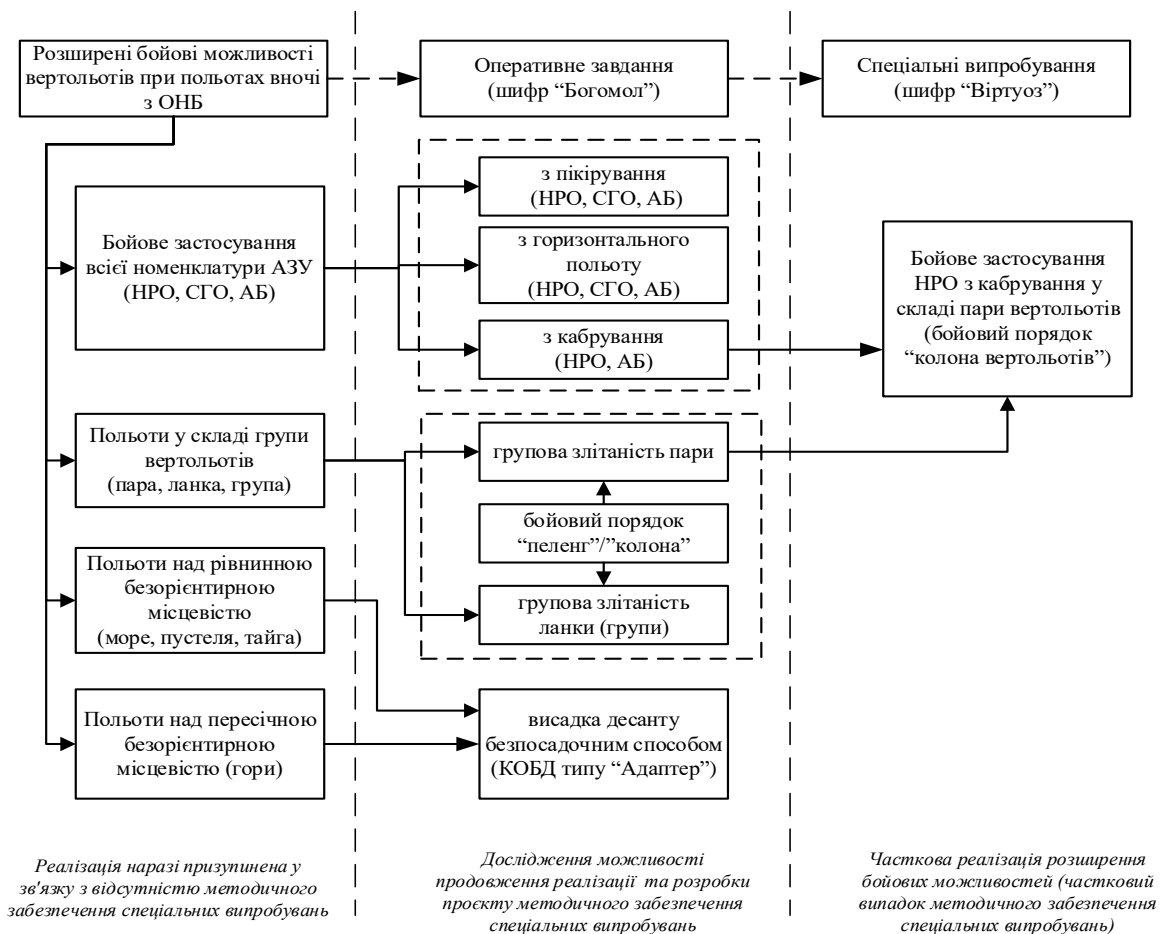 Розширені бойові можливості
вертольотів при польотах вночі
з ОНБ
Оперативне завдання
(шифр “Богомол”)
Спеціальні випробування
(шифр “Віртуоз”)
Бойове застосування
всієї номенклатури АЗУ
(НРО, СГО, АБ)
з пікірування
(НРО, СГО, АБ)
з горизонтального
польоту
(НРО, СГО, АБ)
з кабрування
(НРО, АБ)
Бойове застосування
НРО з кабрування у
складі пари вертольотів
(бойовий порядок
“колона вертольотів”)
Польоти у складі групи
вертольотів
(пара, ланка, група)
групова злітаність пари
бойовий порядок
“пеленг”/”колона”
групова злітаність
ланки (групи)
Польоти над рівнинною
безорієнтирною
місцевістю
(море, пустеля, тайга)
Польоти над пересічною
безорієнтирною
місцевістю (гори)
висадка десанту
безпосадочним способом
(КОБД типу “Адаптер”)
Реалізація наразі призупинена у
зв'язку з відсутністю методичного
забезпечення спеціальних випробувань
Дослідження можливості
продовження реалізації та розробки
проєкту методичного забезпечення
спеціальних випробувань
Часткова реалізація розширення
бойових можливостей (частковий
випадок методичного забезпечення
спеціальних випробувань)